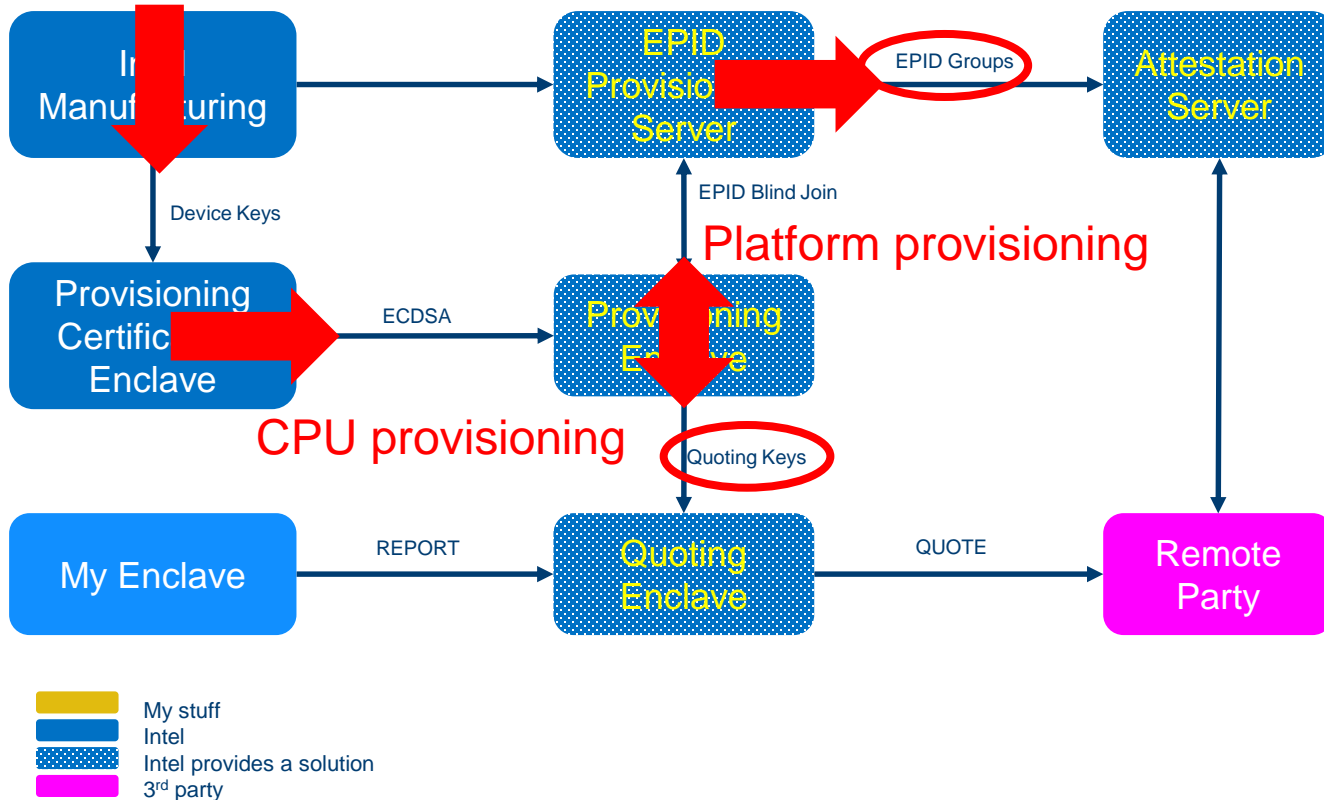 Manufacturing
EPID
Server
EPID Groups
Attestation
Server
Device Keys
EPID Blind Join
Platform provisioning
Provisioning
Enclave
ECDSA
Enclave
CPU provisioning
Quoting Keys
My Enclave
REPORT
Quoting
Enclave
QUOTE
Remote
Party
My stuff
Intel
Intel provides a solution
3rd party